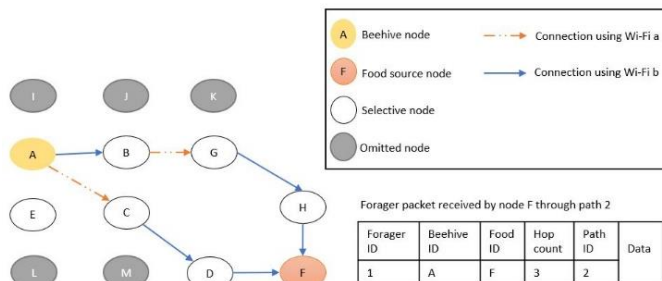 A Beehive node
Connection using Wi-Fi a
F Food source node
Connection using Wi-Fi b
Selective node
Omitted node
I J K
A B G
E C H
L M D F
Forager packet received by node F through path 2
Forager ID Beehive ID Food ID Hop count Path ID Data
1 A F 3 2